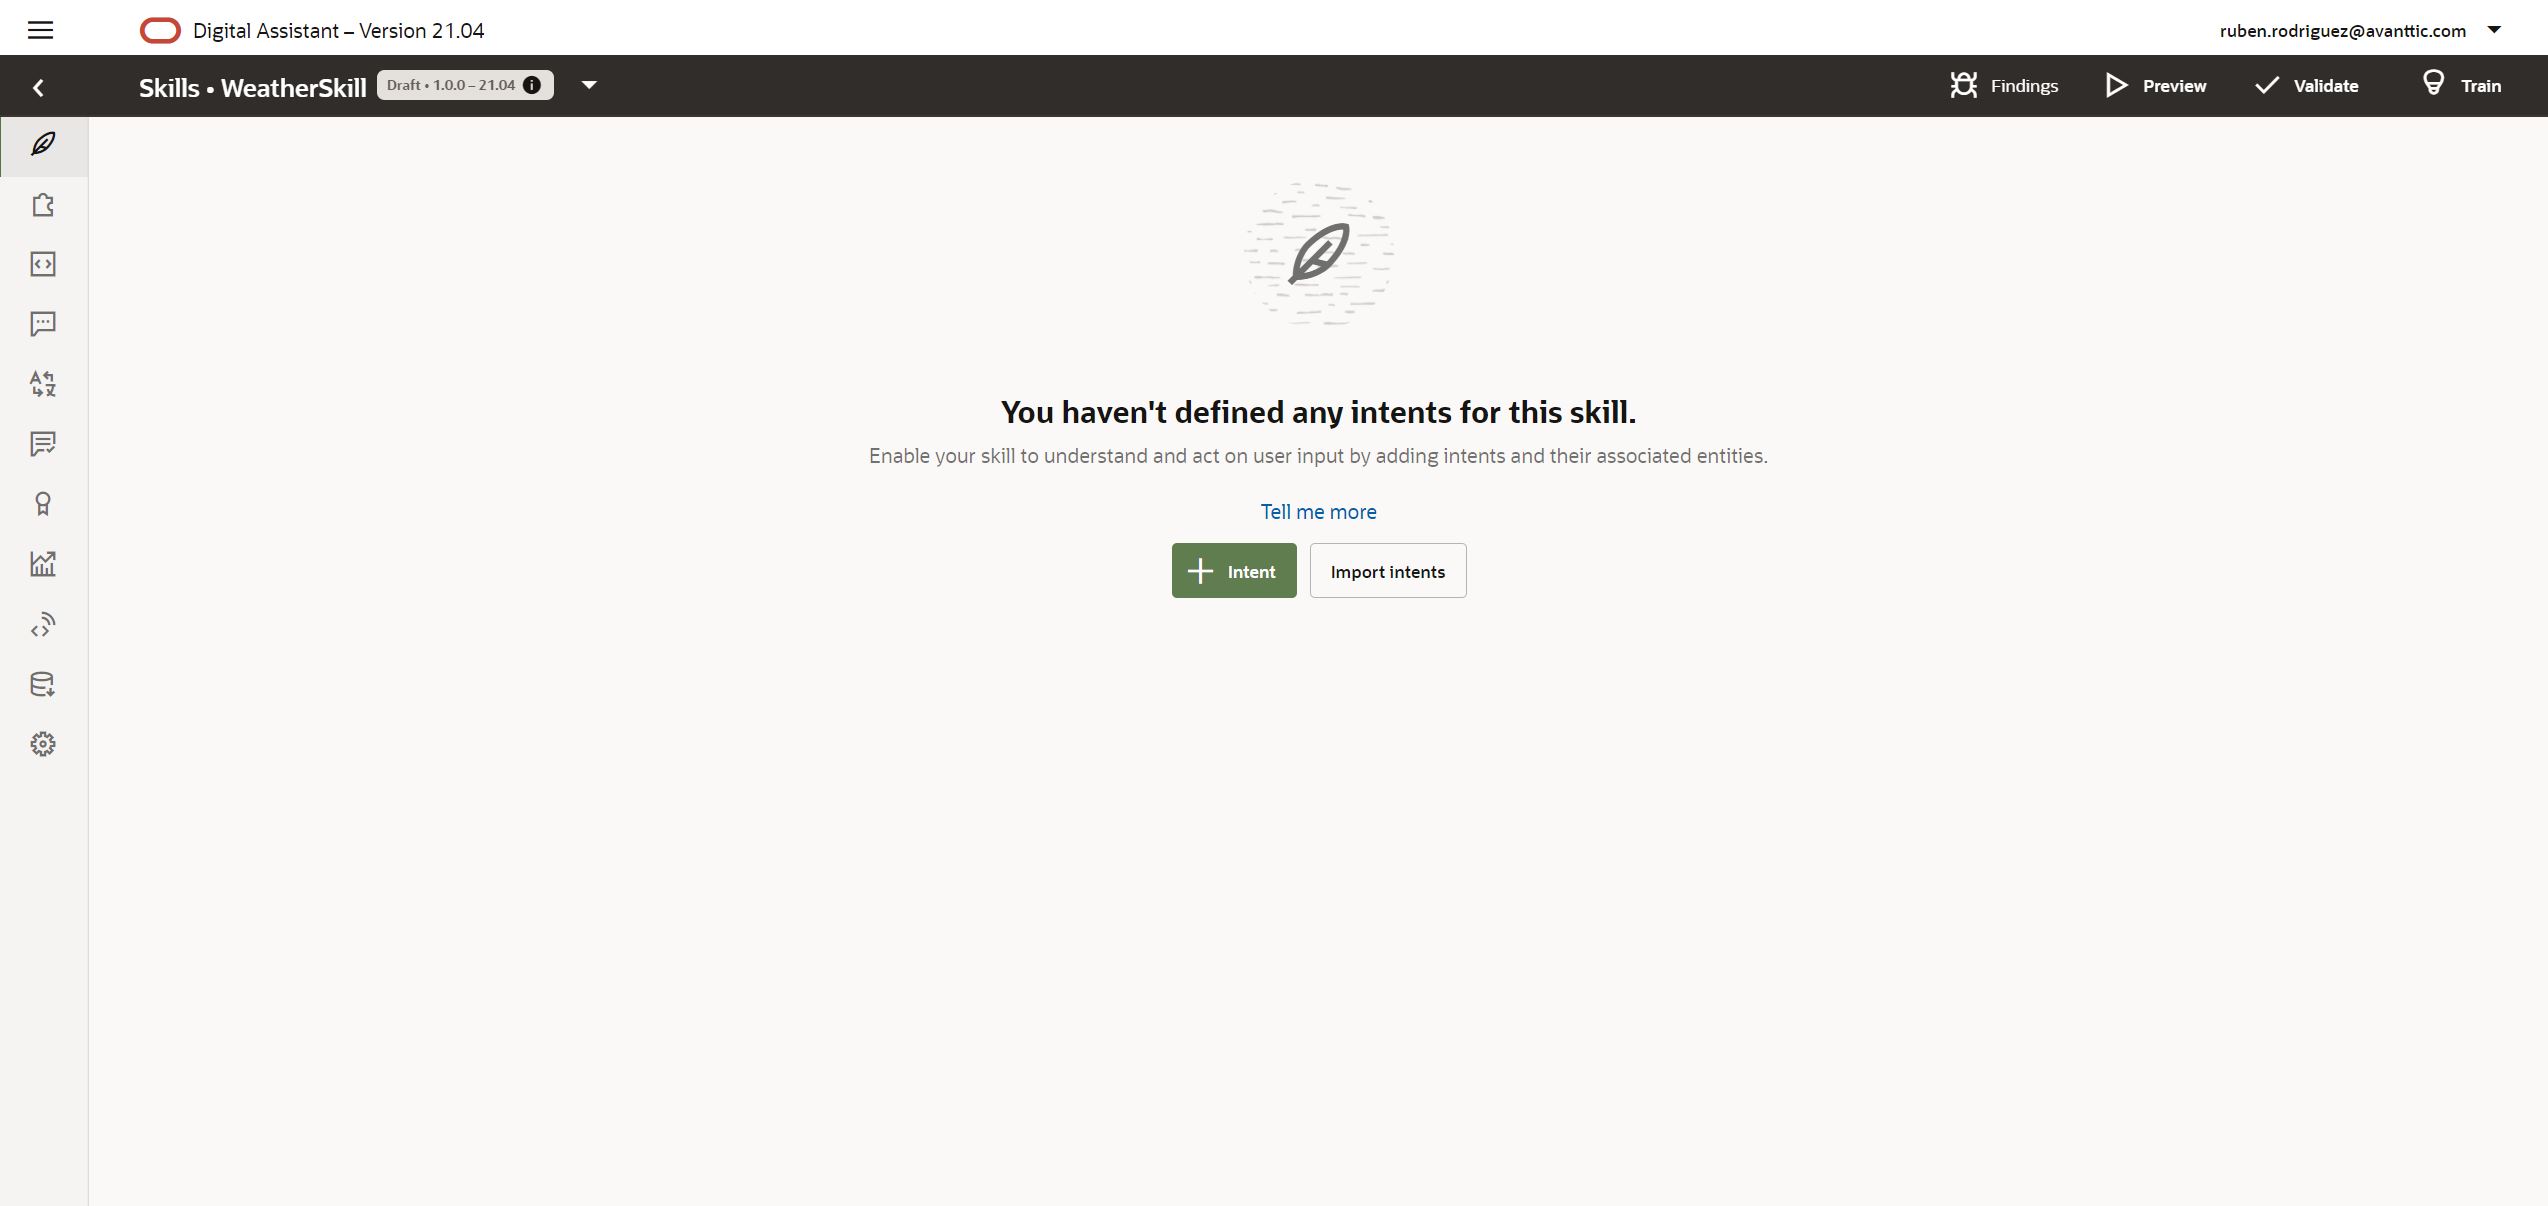 Digital Assistant – Version 21.04
ruben.rodriguez@avanttic.com
Skills • WeatherSkill
Draft • 1.0.0 – 21.04
Findings
Preview
Validate
Train
You haven't defined any intents for this skill.
Enable your skill to understand and act on user input by adding intents and their associated entities.
Tell me more
Intent
Import intents